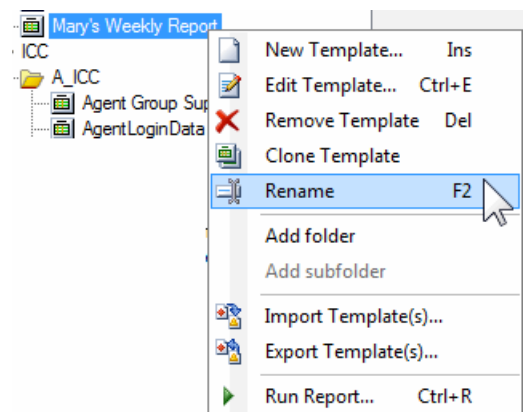 Mary's Weekly Report
ICC
A_ICC
Agent Group Sup
AgentLoginData
New Template... Ins
Edit Template... Ctrl+E
Remove Template Del
Clone Template
Rename F2
Add folder
Add subfolder
Import Template(s)...
Export Template(s)...
Run Report... Ctrl+R